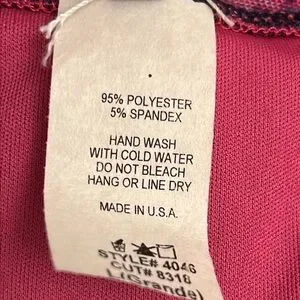 95% POLYESTER
5% SPANDEX
HAND WASH
WITH COLD WATER
DO NOT BLEACH
HANG OR LINE DRY
MADE IN U.S.A.
STYLE# 4046
CUT# 8318
L (Grande)